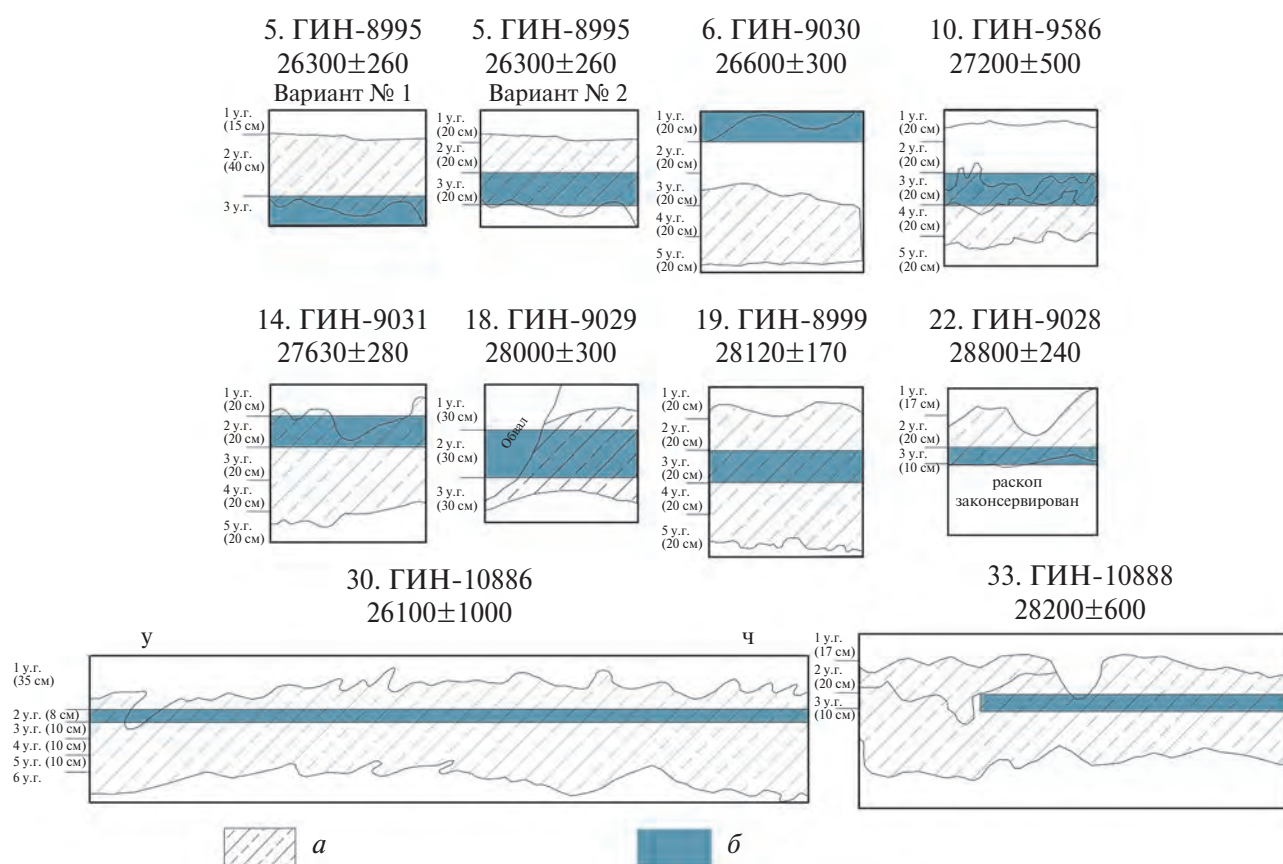 5. ГИН-8995
26300±260
Вариант № 1
1 у.г.
(15 см)
2 у.г.
(40 см)
3 у.г.
5. ГИН-8995
26300±260
Вариант № 2
1 у.г.
(20 см)
2 у.г.
(20 см)
3 у.г.
(20 см)
6. ГИН-9030
26600±300
1 у.г.
(20 см)
2 у.г.
(20 см)
3 у.г.
(20 см)
4 у.г.
(20 см)
5 у.г.
(20 см)
10. ГИН-9586
27200±500
1 у.г.
(20 см)
2 у.г.
(20 см)
3 у.г.
(20 см)
4 у.г.
(20 см)
5 у.г.
(20 см)
14. ГИН-9031
27630±280
1 у.г.
(20 см)
2 у.г.
(20 см)
3 у.г.
(20 см)
4 у.г.
(20 см)
5 у.г.
(20 см)
18. ГИН-9029
28000±300
1 у.г.
(30 см)
2 у.г.
(30 см)
3 у.г.
(30 см)
Обвал
19. ГИН-8999
28120±170
1 у.г.
(20 см)
2 у.г.
(20 см)
3 у.г.
(20 см)
4 у.г.
(20 см)
5 у.г.
(20 см)
22. ГИН-9028
28800±240
1 у.г.
(17 см)
2 у.г.
(20 см)
3 у.г.
(10 см)
раскоп
законсервирован
30. ГИН-10886
26100±1000
у
ч
1 у.г.
(35 см)
2 у.г. (8 см)
3 у.г. (10 см)
4 у.г. (10 см)
5 у.г. (10 см)
6 у.г.
33. ГИН-10888
28200±600
1 у.г.
(17 см)
2 у.г.
(20 см)
3 у.г.
(10 см)
а
б